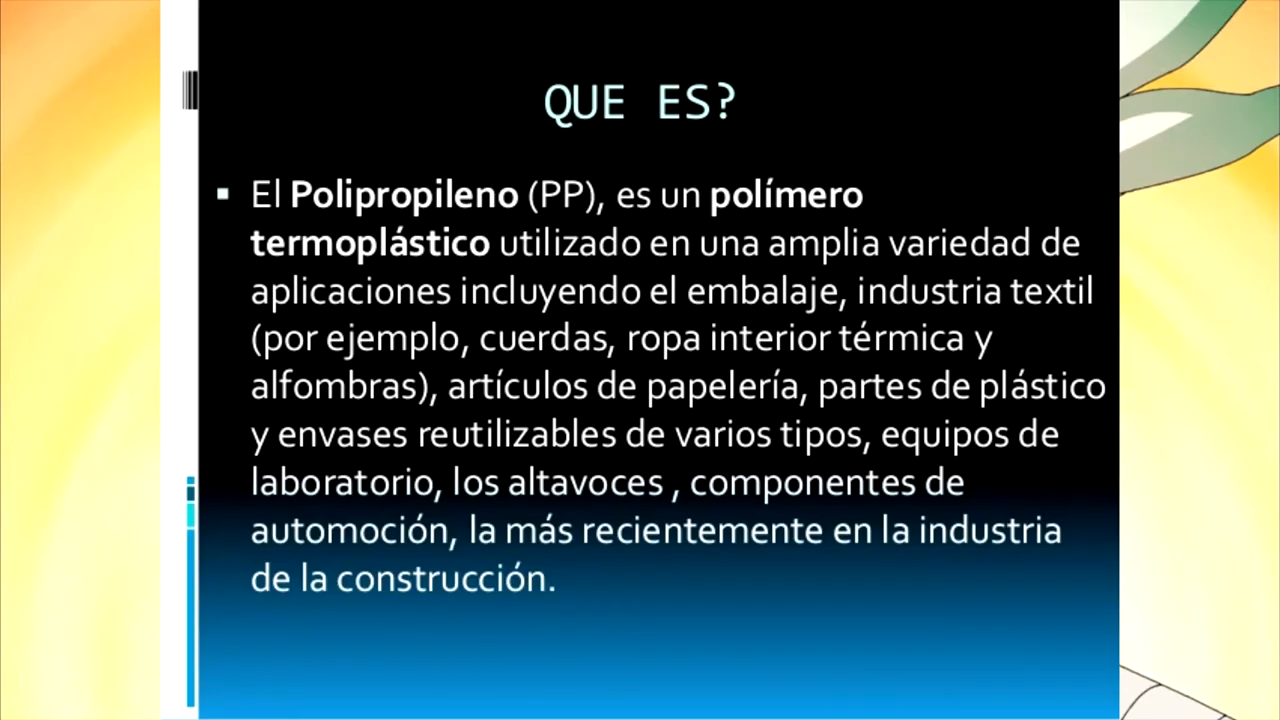 QUE ES?
▪ El Polipropileno (PP), es un polímero
termoplástico utilizado en una amplia variedad de
aplicaciones incluyendo el embalaje, industria textil
(por ejemplo, cuerdas, ropa interior térmica y
alfombras), artículos de papelería, partes de plástico
y envases reutilizables de varios tipos, equipos de
laboratorio, los altavoces , componentes de
automoción, la más recientemente en la industria
de la construcción.